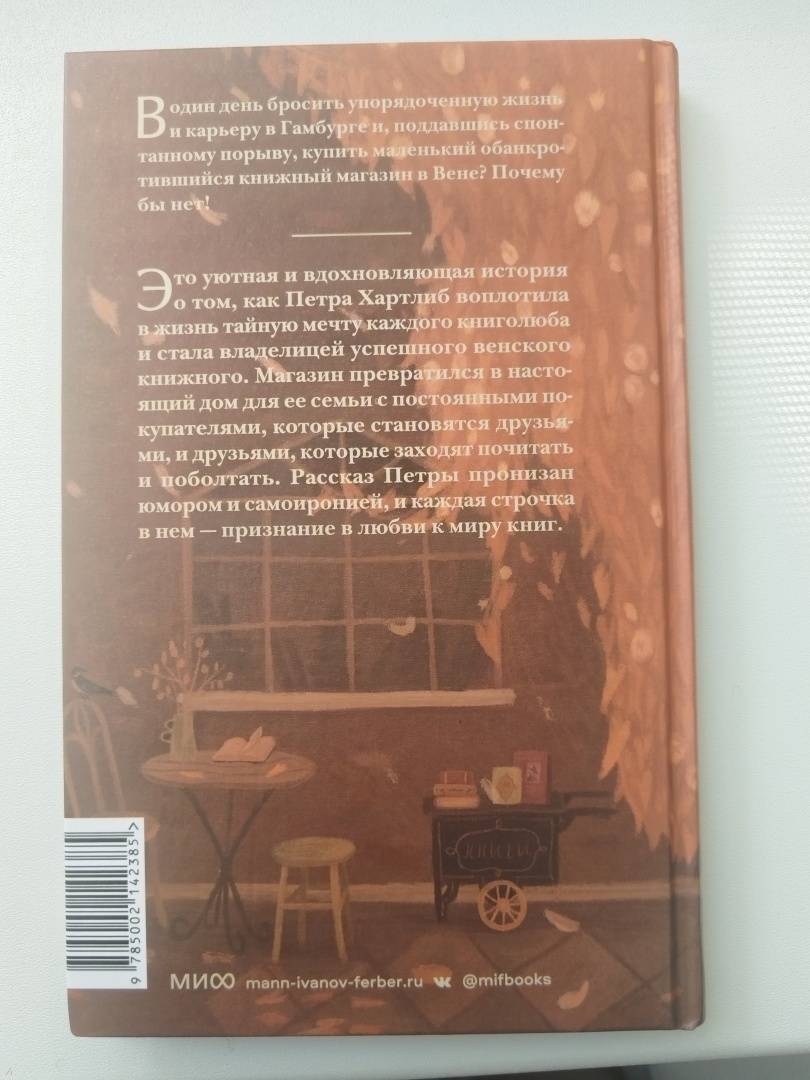 В один день бросить упорядоченную жизнь
и карьеру в Гамбурге и, поддавшись спон-
танному порыву, купить маленький обанкро-
тившийся книжный магазин в Вене? Почему
бы нет!
Это уютная и вдохновляющая история
о том, как Петра Хартлиб воплотила
в жизнь тайную мечту каждого книголюба
и стала владелицей успешного венского
книжного. Магазин превратился в насто-
ящий дом для ее семьи с постоянными по-
купателями, которые становятся друзья-
ми, и друзьями, которые заходят почитать
и поболтать. Рассказ Петры пронизан
юмором и самоиронией, и каждая строчка
в нем — признание в любви к миру книг.
КНИГИ
9 785002 142385 >
МИФ mann-ivanov-ferber.ru @mifbooks